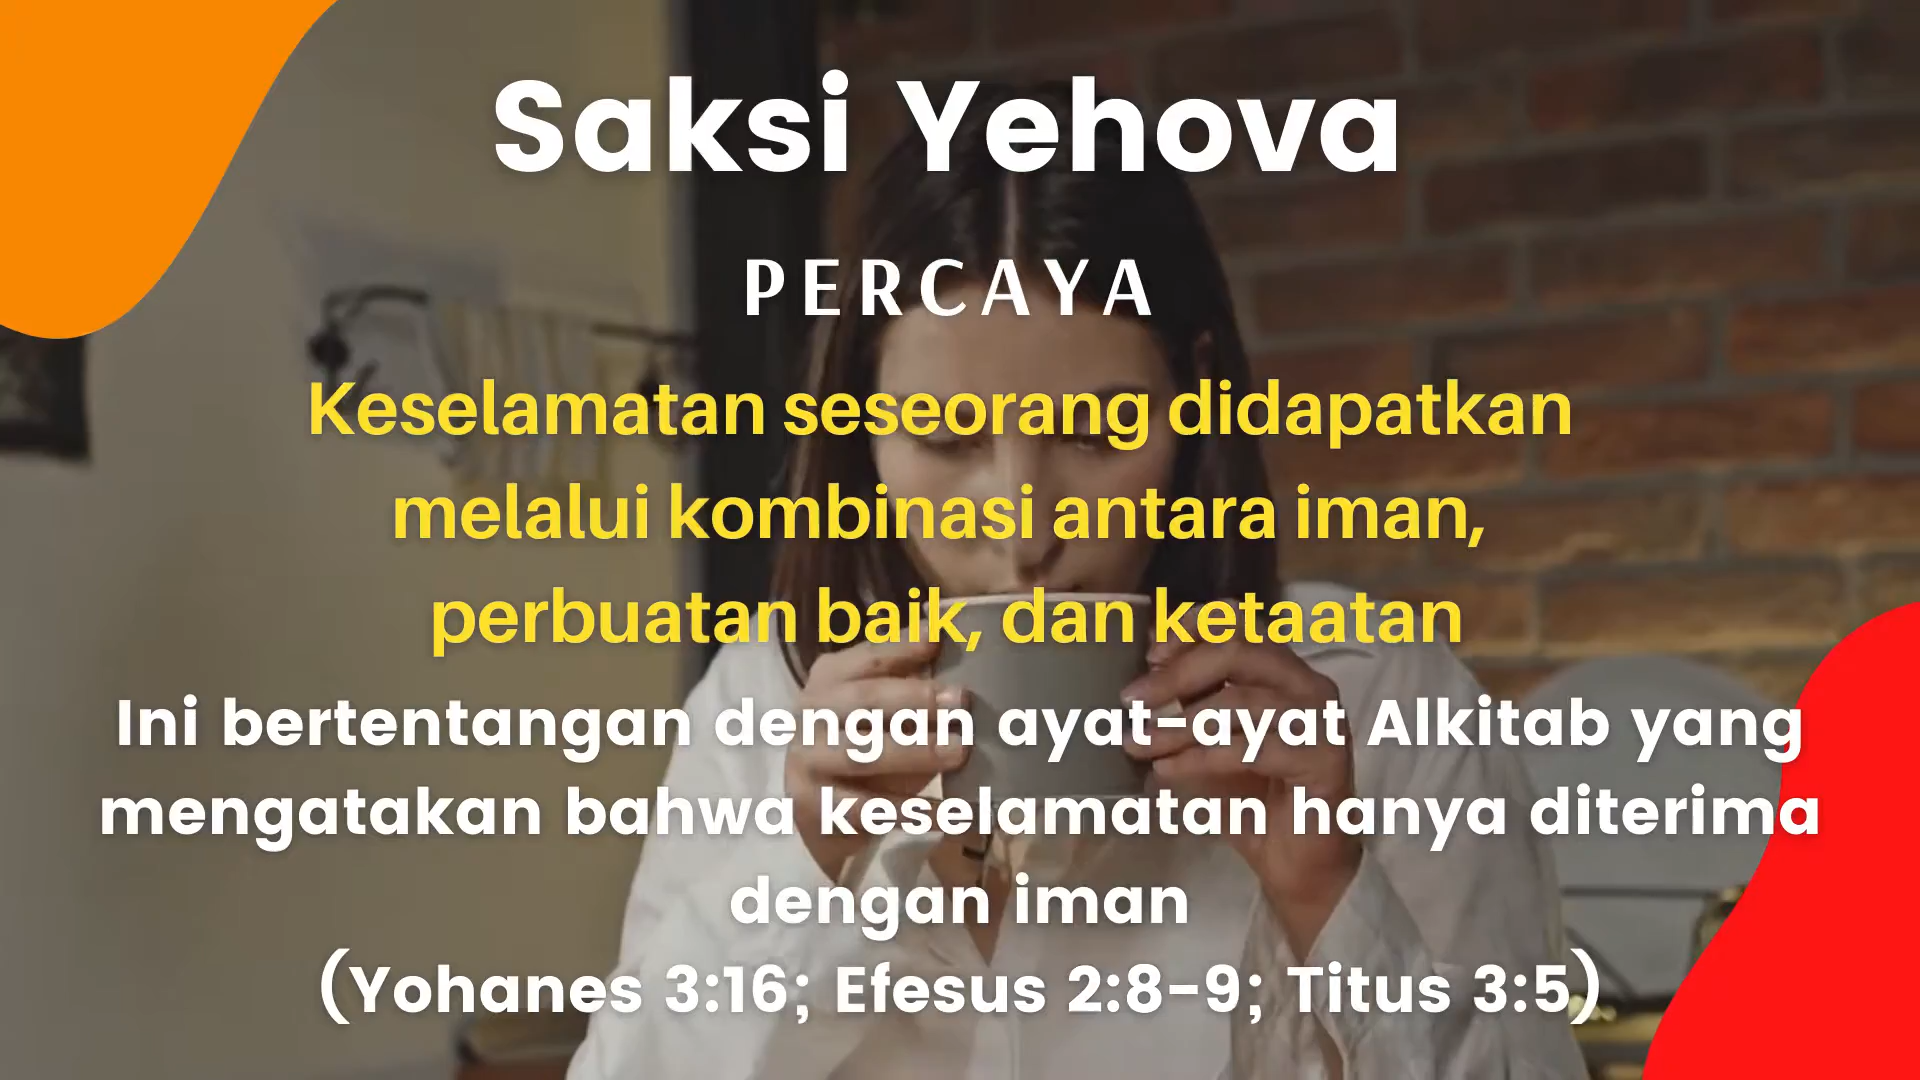 Saksi Yehova
PERCAYA
Keselamatan seseorang didapatkan
melalui kombinasi antara iman,
perbuatan baik, dan ketaatan
Ini bertentangan dengan ayat-ayat Alkitab yang
mengatakan bahwa keselamatan hanya diterima
dengan iman
(Yohanes 3:16; Efesus 2:8-9; Titus 3:5)